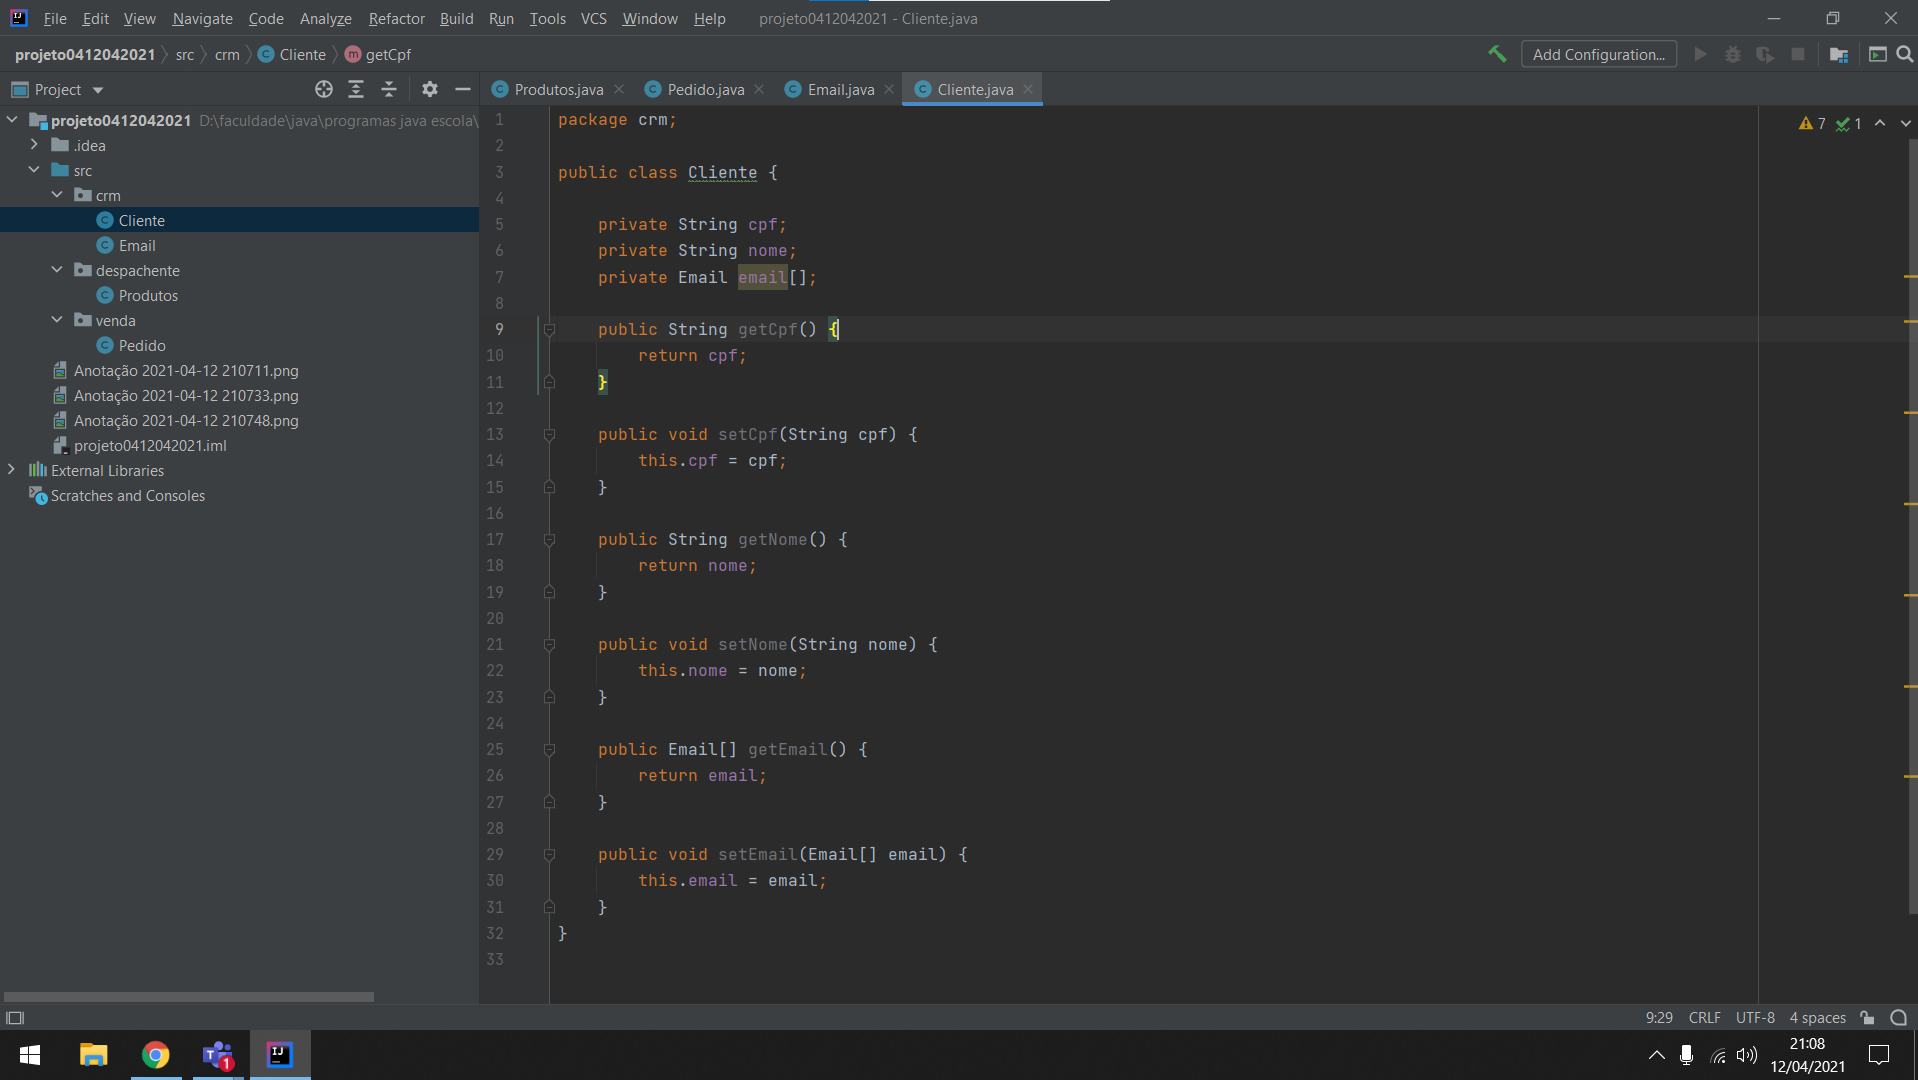 File Edit View Navigate Code Analyze Refactor Build Run Tools VCS Window Help projeto0412042021 - Cliente.java
projeto0412042021 src crm Cliente getCpf Add Configuration...
Project
Produtos.java Pedido.java Email.java Cliente.java
projeto0412042021 D:\faculdade\java\programas java escola\
.idea
src
crm
Cliente
Email
despachente
Produtos
venda
Pedido
Anotação 2021-04-12 210711.png
Anotação 2021-04-12 210733.png
Anotação 2021-04-12 210748.png
projeto0412042021.iml
External Libraries
Scratches and Consoles
7 1
1 package crm;
2
3 public class Cliente {
4
5 private String cpf;
6 private String nome;
7 private Email email[];
8
9 public String getCpf() {
10 return cpf;
11 }
12
13 public void setCpf(String cpf) {
14 this.cpf = cpf;
15 }
16
17 public String getNome() {
18 return nome;
19 }
20
21 public void setNome(String nome) {
22 this.nome = nome;
23 }
24
25 public Email[] getEmail() {
26 return email;
27 }
28
29 public void setEmail(Email[] email) {
30 this.email = email;
31 }
32 }
33
9:29 CRLF UTF-8 4 spaces
21:08
12/04/2021